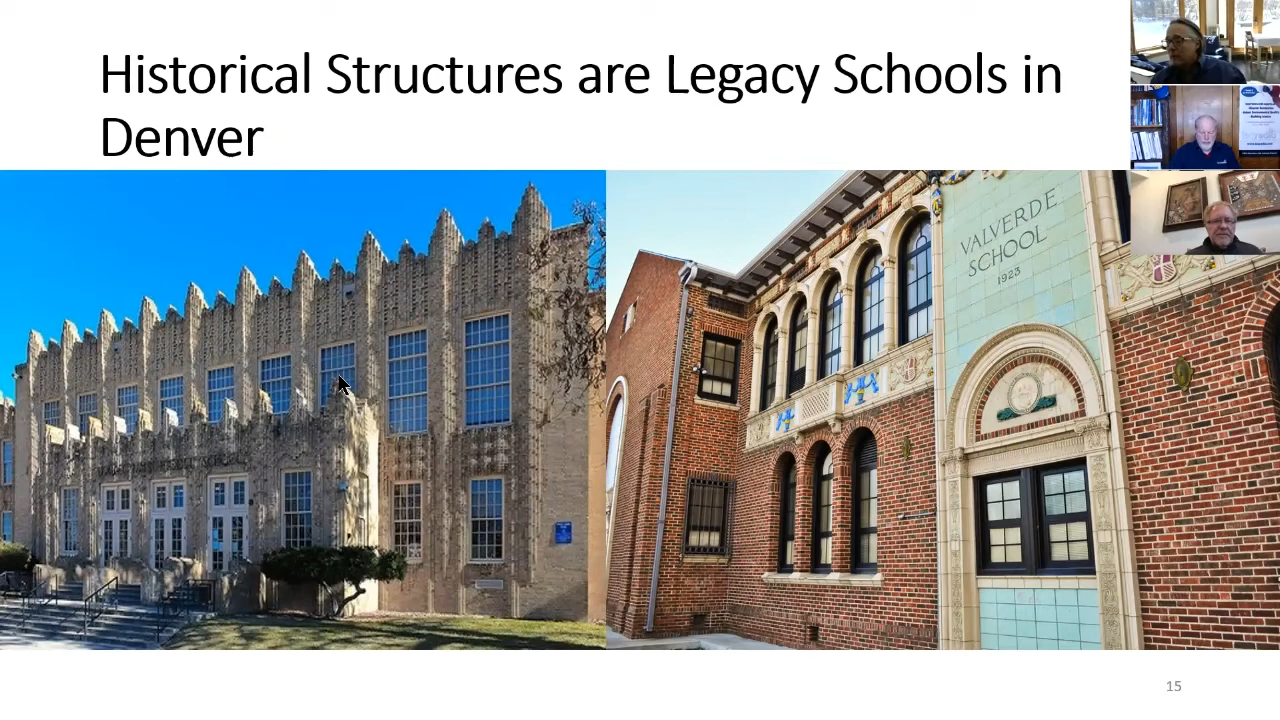 Historical Structures are Legacy Schools in
Denver
VALVERDE
SCHOOL
1923
15